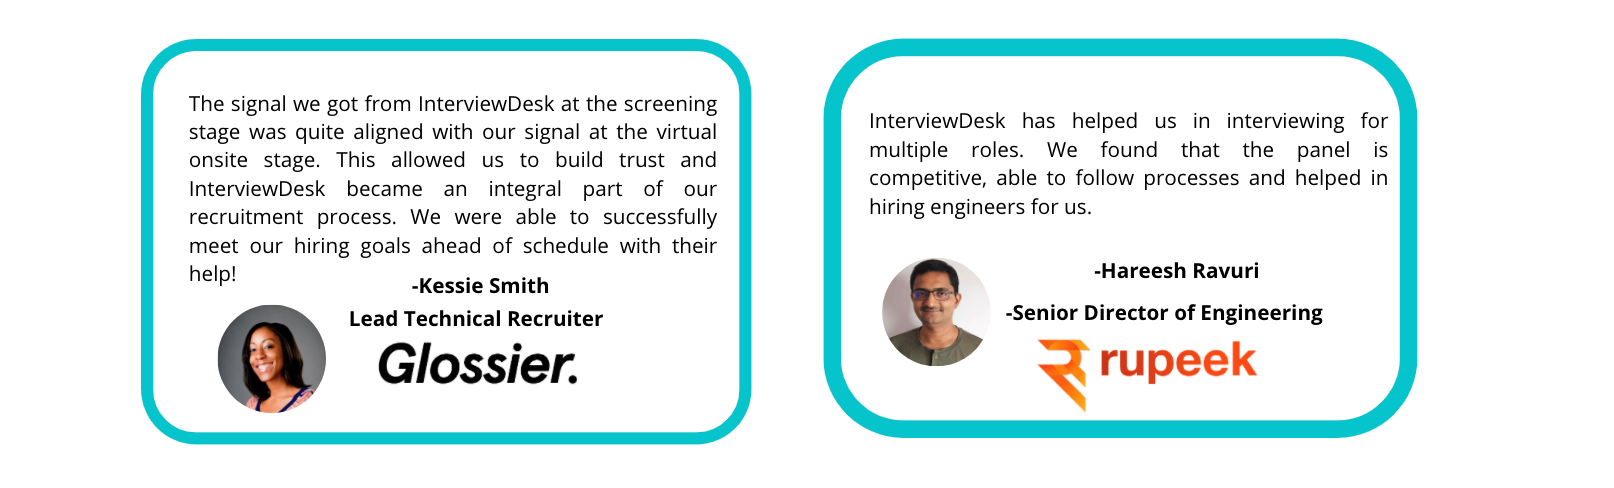 The signal we got from InterviewDesk at the screening
stage was quite aligned with our signal at the virtual
onsite stage. This allowed us to build trust and
InterviewDesk became an integral part of our
recruitment process. We were able to successfully
meet our hiring goals ahead of schedule with their
help!
-Kessie Smith
Lead Technical Recruiter
Glossier.
InterviewDesk has helped us in interviewing for
multiple roles. We found that the panel is
competitive, able to follow processes and helped in
hiring engineers for us.
-Hareesh Ravuri
-Senior Director of Engineering
rupeek